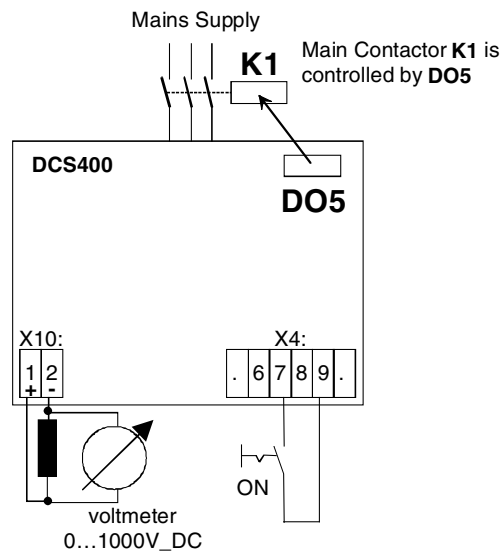 Mains Supply
K1
Main Contactor K1 is
controlled by DO5
DCS400
DO5
X10:
X4:
1 2
+ -
. 6 7 8 9 .
ON
voltmeter
0...1000V_DC